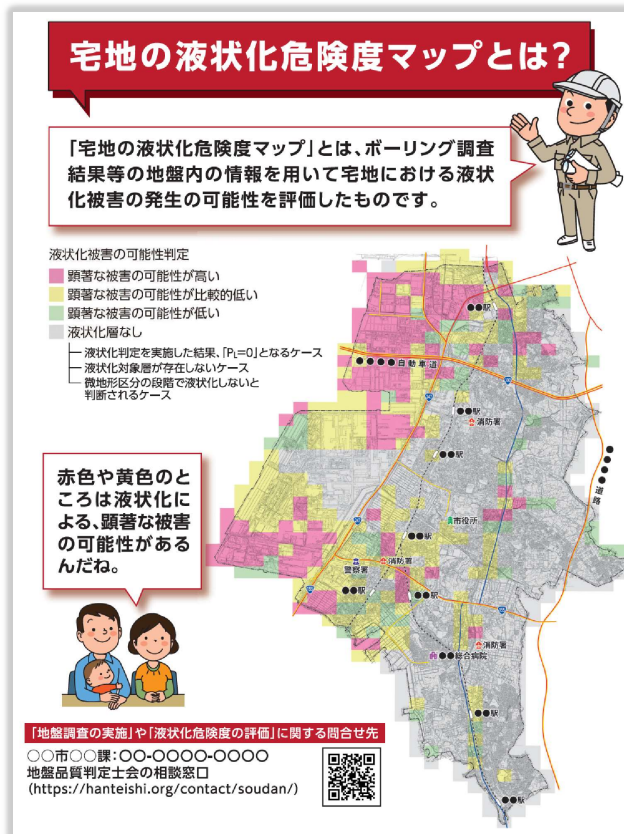 宅地の液状化危険度マップとは?
「宅地の液状化危険度マップ」とは、ボーリング調査
結果等の地盤内の情報を用いて宅地における液状
化被害の発生の可能性を評価したものです。
液状化被害の可能性判定
顕著な被害の可能性が高い
顕著な被害の可能性が比較的低い
顕著な被害の可能性が低い
液状化層なし
液状化判定を実施した結果、「PL=0」となるケース
液状化対象層が存在しないケース
微地形区分の段階で液状化しないと
判断されるケース
●●駅
●●●●自動車道
●●駅
消防署
●●駅
●●●●道路
市役所
●●駅
消防署
警察署
●●駅
●●駅
消防署
●●総合病院
●●駅
●●駅
赤色や黄色のと
ころは液状化に
よる、顕著な被害
の可能性がある
んだね。
「地盤調査の実施」や「液状化危険度の評価」に関する問合せ先
○○市○○課:○○-○○○○-○○○○
地盤品質判定士会の相談窓口
(https://hanteishi.org/contact/soudan/)